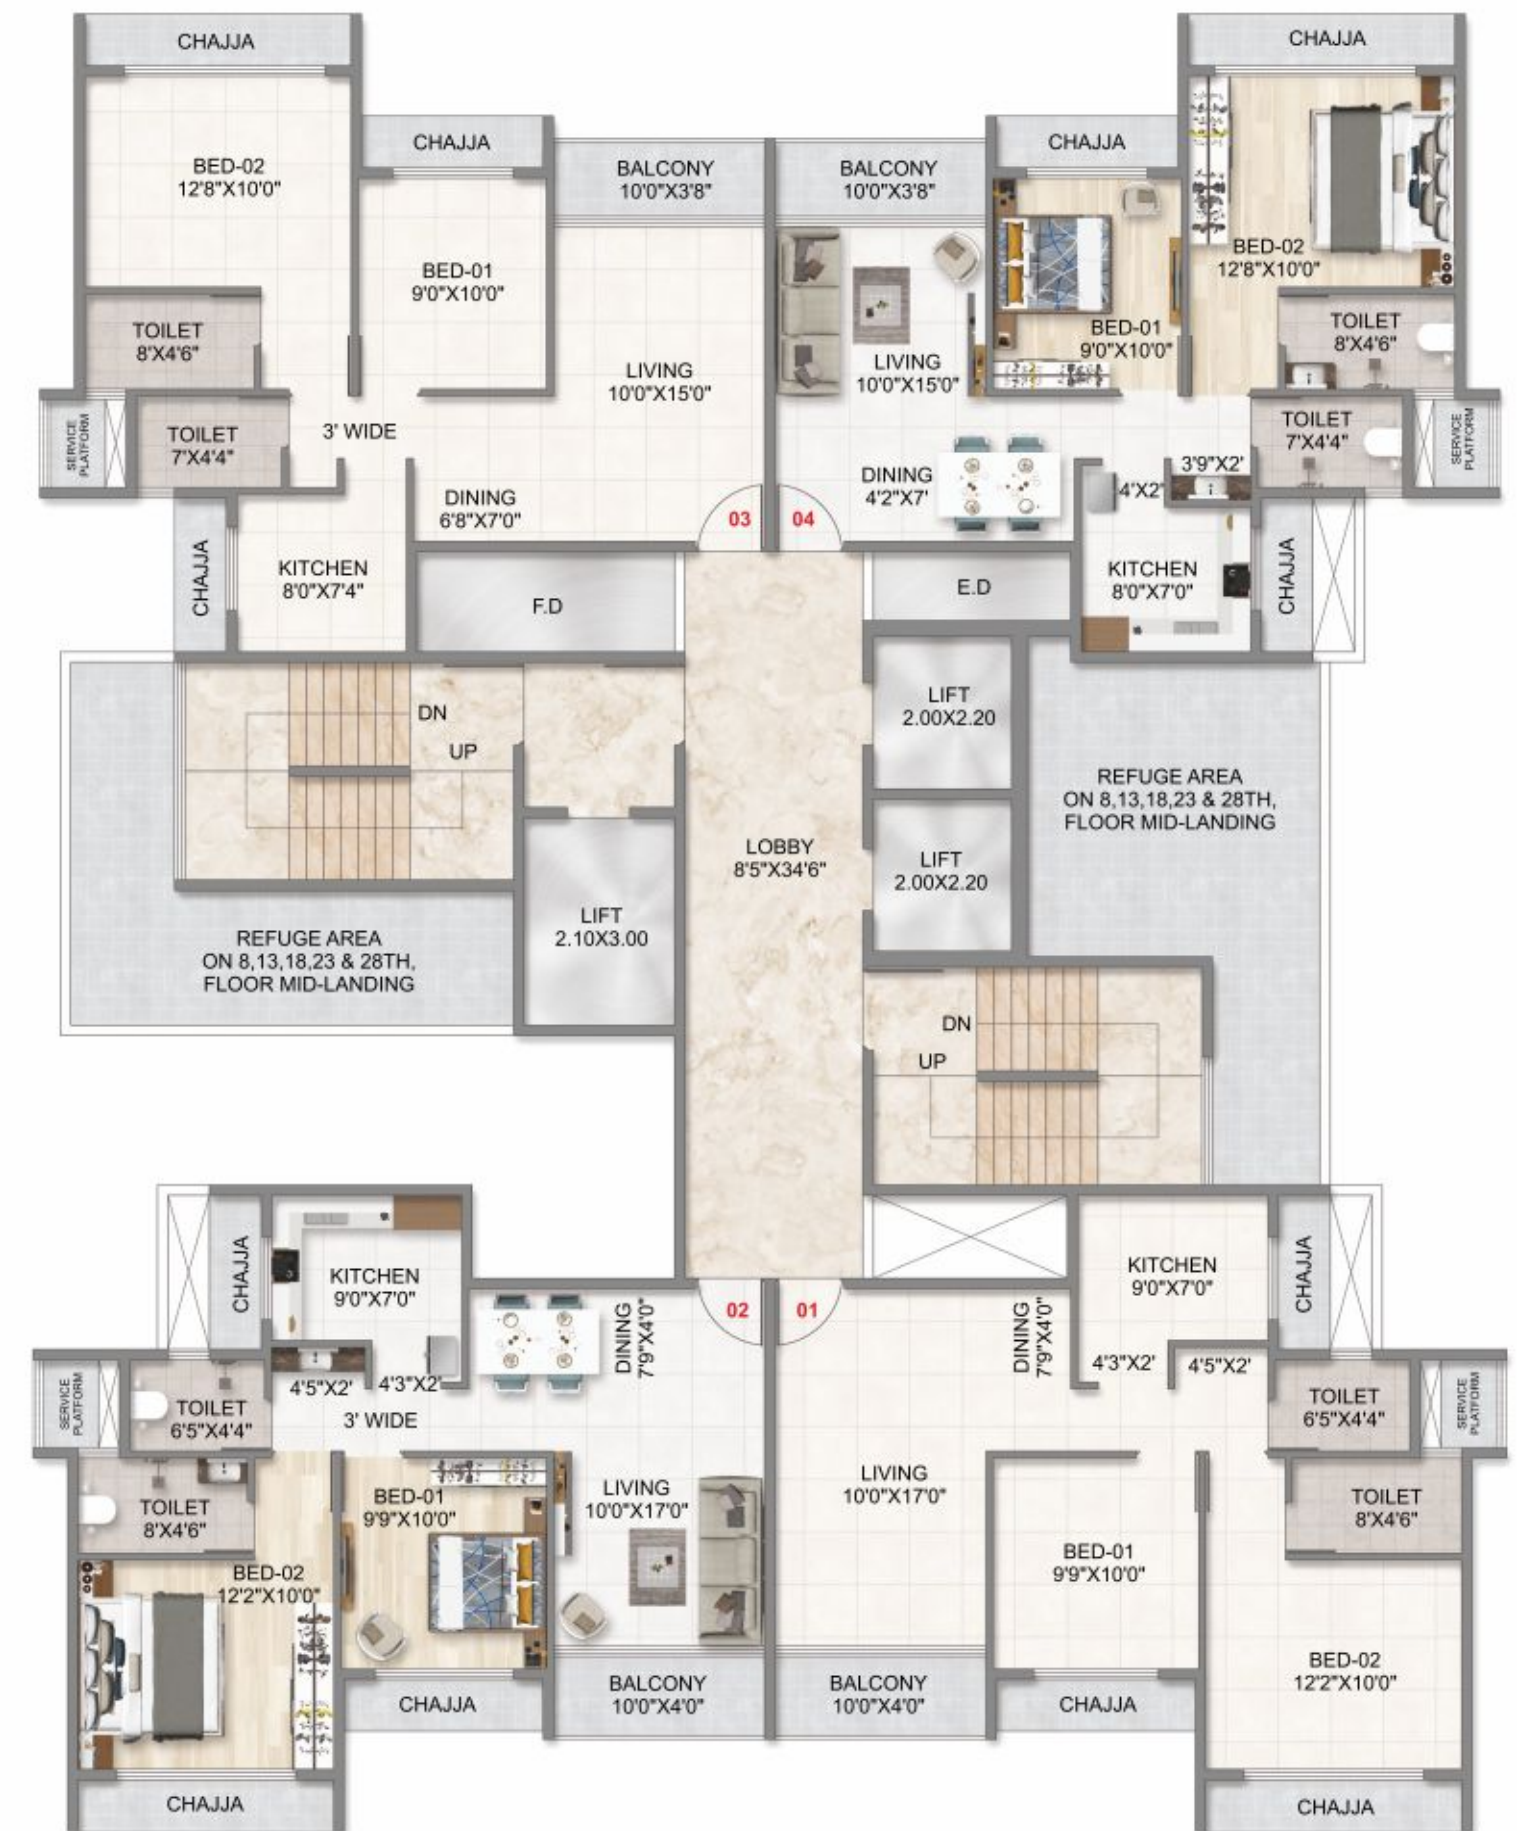 CHAJJA
BED-02
12'8"X10'0"
CHAJJA
BED-01
9'0"X10'0"
BALCONY
10'0"X3'8"
BALCONY
10'0"X3'8"
CHAJJA
CHAJJA
BED-02
12'8"X10'0"
BED-01
9'0"X10'0"
TOILET
8'X4'6"
LIVING
10'0"X15'0"
LIVING
10'0"X15'0"
TOILET
8'X4'6"
SERVICE
PLATFORM
TOILET
7'X4'4"
3' WIDE
TOILET
7'X4'4"
SERVICE
PLATFORM
DINING
6'8"X7'0"
03
04
DINING
4'2"X7'
4'X2'
3'9"X2'
CHAJJA
KITCHEN
8'0"X7'4"
F.D
E.D
KITCHEN
8'0"X7'0"
CHAJJA
DN
UP
LIFT
2.00X2.20
REFUGE AREA
ON 8,13,18,23 & 28TH,
FLOOR MID-LANDING
LOBBY
8'5"X34'6"
LIFT
2.00X2.20
REFUGE AREA
ON 8,13,18,23 & 28TH,
FLOOR MID-LANDING
LIFT
2.10X3.00
DN
UP
CHAJJA
KITCHEN
9'0"X7'0"
DINING
7'9"X4'0"
02
01
DINING
7'9"X4'0"
KITCHEN
9'0"X7'0"
CHAJJA
4'5"X2'
4'3"X2'
4'3"X2'
4'5"X2'
SERVICE
PLATFORM
TOILET
6'5"X4'4"
3' WIDE
TOILET
6'5"X4'4"
SERVICE
PLATFORM
TOILET
8'X4'6"
BED-01
9'9"X10'0"
LIVING
10'0"X17'0"
LIVING
10'0"X17'0"
TOILET
8'X4'6"
BED-02
12'2"X10'0"
BED-01
9'9"X10'0"
BED-02
12'2"X10'0"
CHAJJA
BALCONY
10'0"X4'0"
BALCONY
10'0"X4'0"
CHAJJA
CHAJJA
CHAJJA